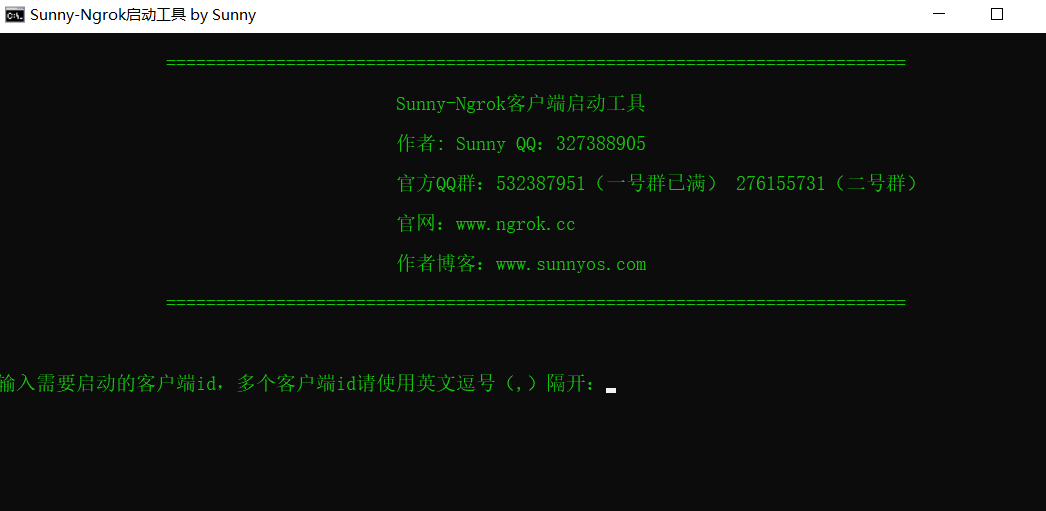 Sunny-Ngrok启动工具 by Sunny
==========================================================================
Sunny-Ngrok客户端启动工具
作者: Sunny QQ：327388905
官方QQ群：532387951（一号群已满） 276155731（二号群）
官网：www.ngrok.cc
作者博客：www.sunnyos.com
==========================================================================
输入需要启动的客户端id，多个客户端id请使用英文逗号（,）隔开：